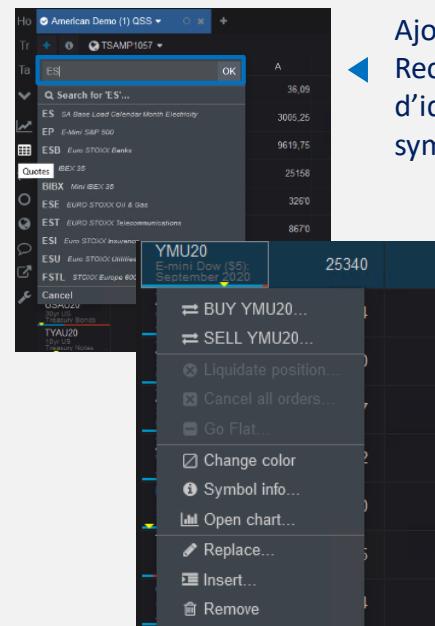 Ho
American Demo (1) QSS
Tr
TSAMP1057
Ta
ES
OK
A
Search for 'ES'...
36,09
ES SA Base Load Calendar Month Electricity
3005,25
EP E-Mini S&P 500
ESB Euro STOXX Banks
9619,75
Quotes
IBEX 35
25158
BIBX Mini IBEX 35
ESE EURO STOXX Oil & Gas
3260
EST EURO STOXX Telecommunications
8670
ESI Euro STOXX Insurance
ESU Euro STOXX Utilities
FSTL STOXX Europe 600
Cancel
USAU20
30yr US
Treasury Bonds
TYAU20
10yr US
Treasury Notes
Ajo
Rec
d'id
sym
YMU20
E-mini Dow ($5):
September 2020
25340
BUY YMU20...
SELL YMU20...
Liquidate position...
Cancel all orders...
Go Flat...
Change color
Symbol info...
Open chart...
Replace...
Insert...
Remove